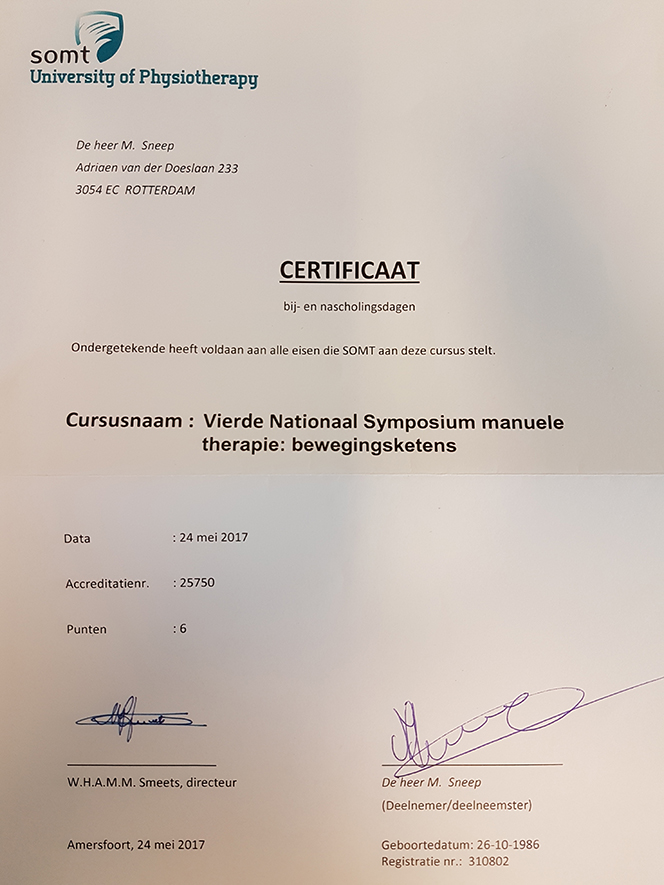 somt
University of Physiotherapy
De heer M. Sneep
Adriaen van der Doeslaan 233
3054 EC ROTTERDAM
CERTIFICAAT
bij- en nascholingsdagen
Ondergetekende heeft voldaan aan alle eisen die SOMT aan deze cursus stelt.
Cursusnaam : Vierde Nationaal Symposium manuele
therapie: bewegingsketens
Data : 24 mei 2017
Accreditatienr. : 25750
Punten : 6
W.H.A.M.M. Smeets, directeur
De heer M. Sneep
(Deelnemer/deelneemster)
Amersfoort, 24 mei 2017
Geboortedatum: 26-10-1986
Registratie nr.: 310802